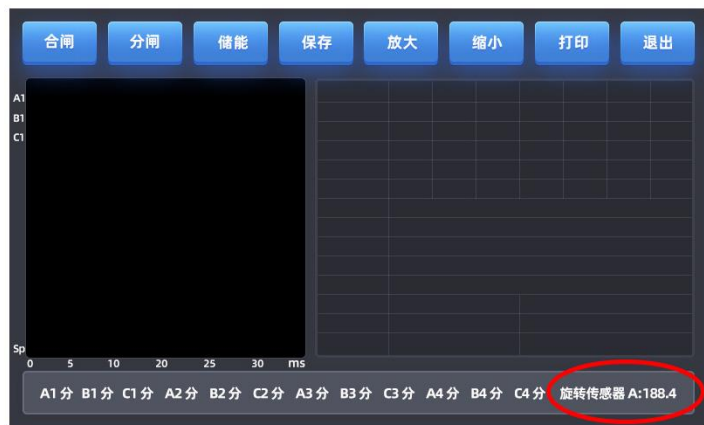 合闸 分闸 储能 保存 放大 缩小 打印 退出
A1
B1
C1
Sp
0 5 10 20 25 30 ms
A1分 B1分 C1分 A2分 B2分 C2分 A3分 B3分 C3分 A4分 B4分 C4分 旋转传感器A:188.4